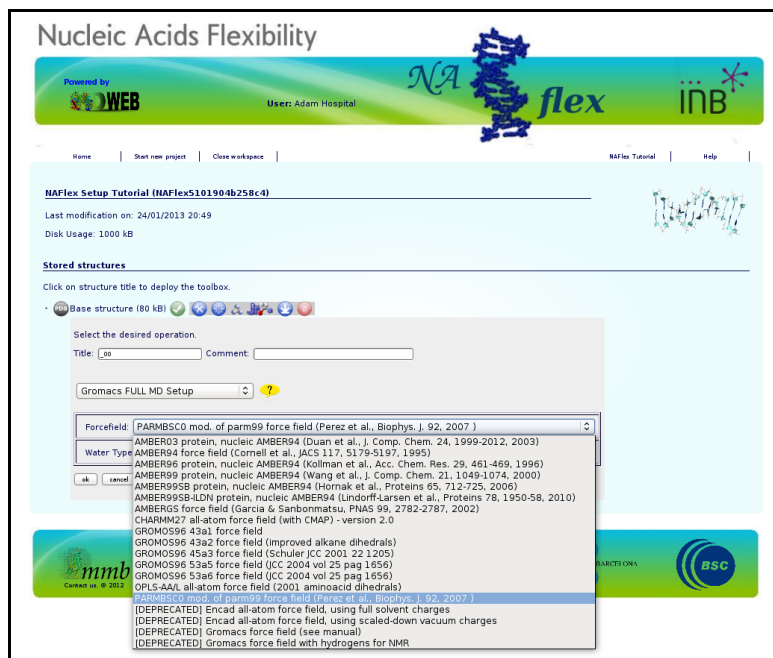 Nucleic Acids Flexibility
Powered by
WEB
User: Adam Hospital
NA
flex
inB
Home
Start new project
Close workspace
NAFlex Tutorial
Help
NAFlex Setup Tutorial (NAFlex5101904b258c4)
Last modification on: 24/01/2013 20:49
Disk Usage: 1000 kB
Stored structures
Click on structure title to deploy the toolbox.
PDB Base structure (80 kB)
Select the desired operation.
Title: _00 Comment:
Gromacs FULL MD Setup
?
Forcefield: PARMBSC0 mod. of parm99 force field (Perez et al., Biophys. J. 92, 2007 )
AMBER03 protein, nucleic AMBER94 (Duan et al., J. Comp. Chem. 24, 1999-2012, 2003)
Water Type
AMBER94 force field (Cornell et al., JACS 117, 5179-5197, 1995)
AMBER96 protein, nucleic AMBER94 (Kollman et al., Acc. Chem. Res. 29, 461-469, 1996)
AMBER99 protein, nucleic AMBER94 (Wang et al., J. Comp. Chem. 21, 1049-1074, 2000)
ok cancel
AMBER99SB protein, nucleic AMBER94 (Hornak et al., Proteins 65, 712-725, 2006)
AMBER99SB-ILDN protein, nucleic AMBER94 (Lindorff-Larsen et al., Proteins 78, 1950-58, 2010)
AMBERGS force field (Garcia & Sanbonmatsu, PNAS 99, 2782-2787, 2002)
CHARMM27 all-atom force field (with CMAP) - version 2.0
GROMOS96 43a1 force field
GROMOS96 43a2 force field (improved alkane dihedrals)
GROMOS96 45a3 force field (Schuler JCC 2001 22 1205)
GROMOS96 53a5 force field (JCC 2004 vol 25 pag 1656)
GROMOS96 53a6 force field (JCC 2004 vol 25 pag 1656)
OPLS-AA/L all-atom force field (2001 aminoacid dihedrals)
PARMBSC0 mod. of parm99 force field (Perez et al., Biophys. J. 92, 2007 )
[DEPRECATED] Encad all-atom force field, using full solvent charges
[DEPRECATED] Encad all-atom force field, using scaled-down vacuum charges
[DEPRECATED] Gromacs force field (see manual)
[DEPRECATED] Gromacs force field with hydrogens for NMR
mmb
Contact us. © 2012
BARCELONA
BSC